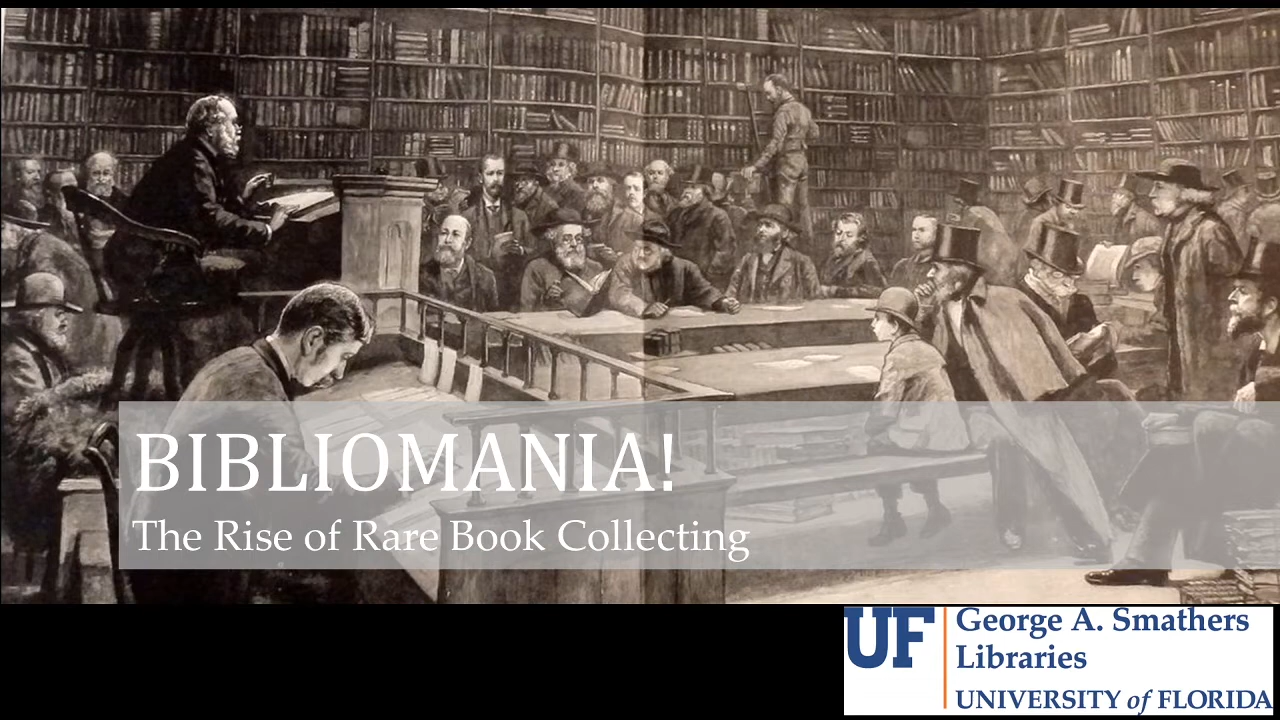 BIBLIOMANIA!
The Rise of Rare Book Collecting
UF
George A. Smathers
Libraries
UNIVERSITY of FLORIDA